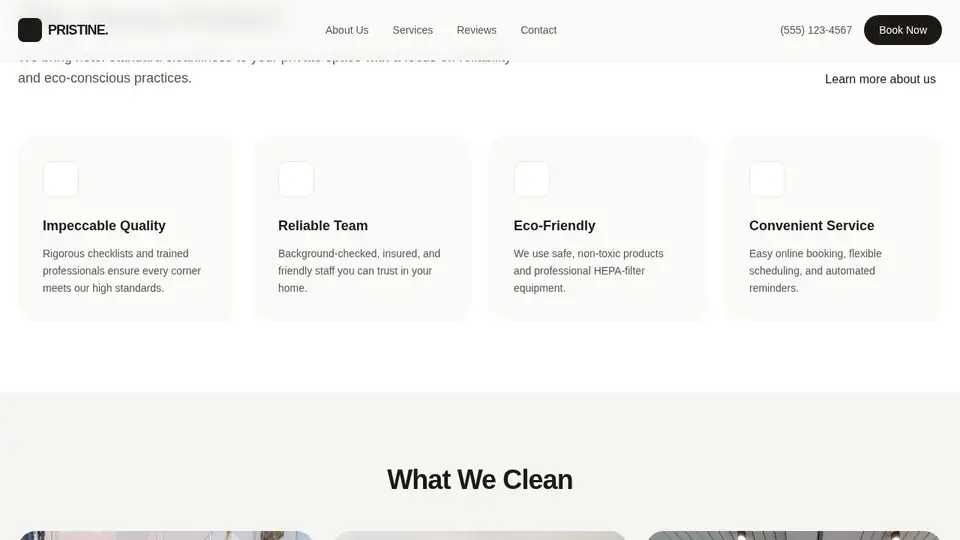 PRISTINE.
About Us
Services
Reviews
Contact
(555) 123-4567
Book Now
and eco-conscious practices.
Learn more about us
Impeccable Quality
Rigorous checklists and trained
professionals ensure every corner
meets our high standards.
Reliable Team
Background-checked, insured, and
friendly staff you can trust in your
home.
Eco-Friendly
We use safe, non-toxic products
and professional HEPA-filter
equipment.
Convenient Service
Easy online booking, flexible
scheduling, and automated
reminders.
What We Clean